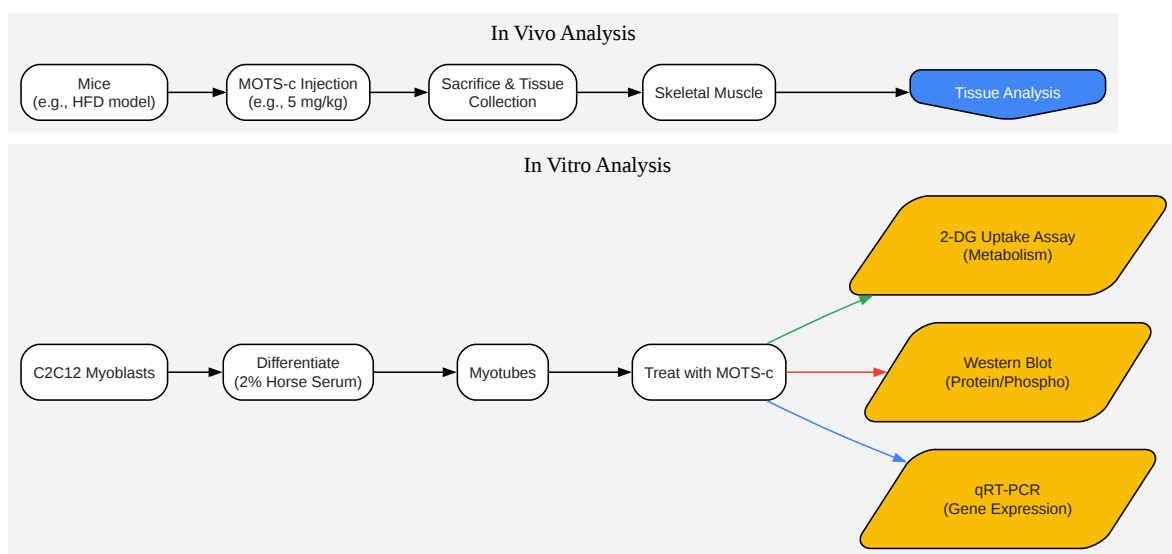 In Vivo Analysis
Mice
(e.g., HFD model)
MOTS-c Injection
(e.g., 5 mg/kg)
Sacrifice & Tissue
Collection
Skeletal Muscle
Tissue Analysis
In Vitro Analysis
C2C12 Myoblasts
Differentiate
(2% Horse Serum)
Myotubes
Treat with MOTS-c
2-DG Uptake Assay
(Metabolism)
Western Blot
(Protein/Phospho)
qRT-PCR
(Gene Expression)